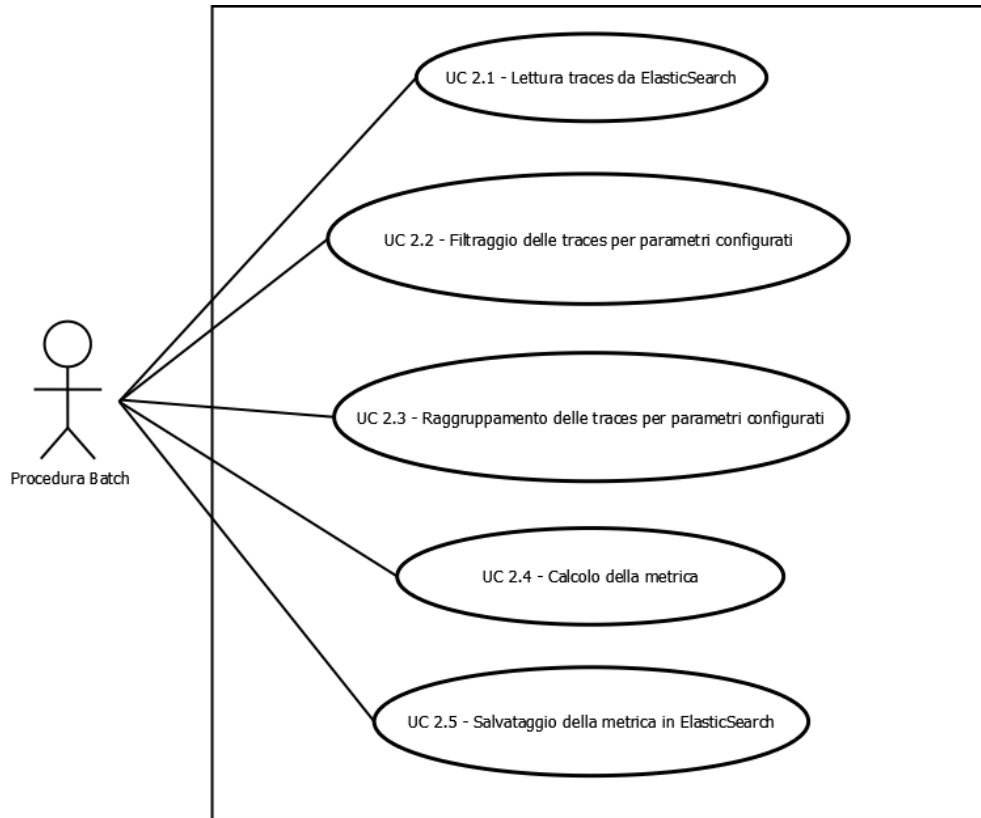 UC 2.1 - Lettura traces da ElasticSearch
UC 2.2 - Filtraggio delle traces per parametri configurati
UC 2.3 - Raggruppamento delle traces per parametri configurati
Procedura Batch
UC 2.4 - Calcolo della metrica
UC 2.5 - Salvataggio della metrica in ElasticSearch